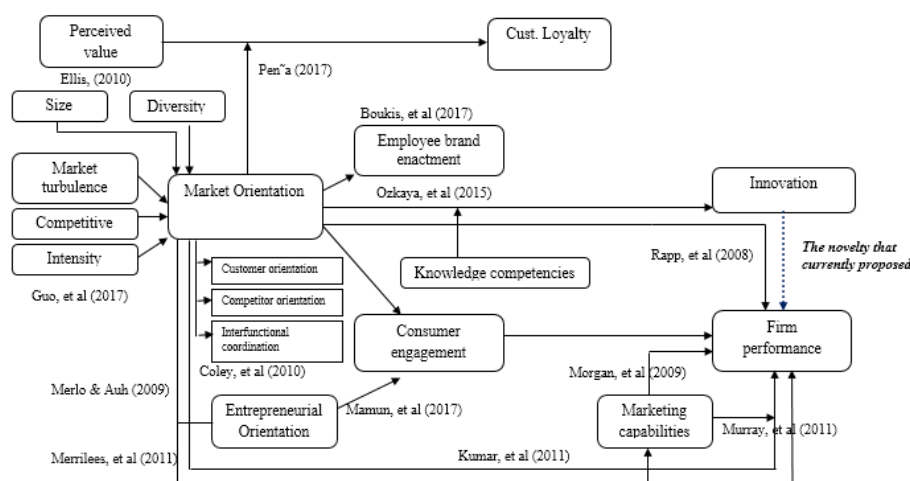 Perceived
value
Cust. Loyalty
Pen˜a (2017)
Ellis, (2010)
Size
Diversity
Boukis, et al (2017)
Employee brand
enactment
Market
turbulence
Market Orientation
Ozkaya, et al (2015)
Innovation
Competitive
Intensity
Knowledge competencies
Rapp, et al (2008)
The novelty that
currently proposed
Guo, et al (2017)
Customer orientation
Competitor orientation
Interfunctional
coordination
Coley, et al (2010)
Consumer
engagement
Firm
performance
Morgan, et al (2009)
Merlo & Auh (2009)
Entrepreneurial
Orientation
Mamun, et al (2017)
Marketing
capabilities
Murray, et al (2011)
Merrilees, et al (2011)
Kumar, et al (2011)